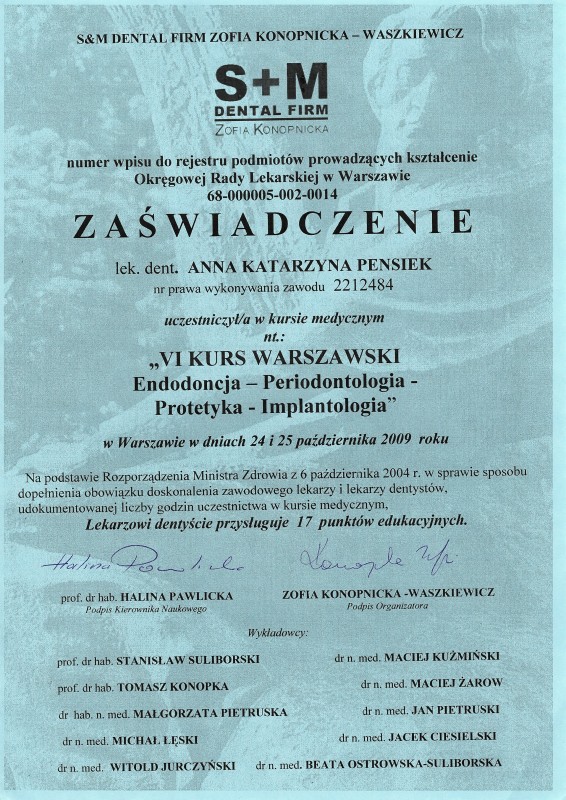 S&M DENTAL FIRM ZOFIA KONOPNICKA – WASZKIEWICZ
S+M
DENTAL FIRM
ZOFIA KONOPNICKA
numer wpisu do rejestru podmiotów prowadzących kształcenie
Okręgowej Rady Lekarskiej w Warszawie
68-000005-002-0014
ZAŚWIADCZENIE
lek. dent. ANNA KATARZYNA PENSIEK
nr prawa wykonywania zawodu 2212484
uczestniczył/a w kursie medycznym
nt.:
„VI KURS WARSZAWSKI
Endodoncja – Periodontologia -
Protetyka - Implantologia”
w Warszawie w dniach 24 i 25 października 2009 roku
Na podstawie Rozporządzenia Ministra Zdrowia z 6 października 2004 r. w sprawie sposobu
dopełnienia obowiązku doskonalenia zawodowego lekarzy i lekarzy dentystów,
udokumentowanej liczby godzin uczestnictwa w kursie medycznym,
Lekarzowi dentyście przysługuje 17 punktów edukacyjnych.
Halina Pawlicka
prof. dr hab. HALINA PAWLICKA
Podpis Kierownika Naukowego
ZOFIA KONOPNICKA -WASZKIEWICZ
Podpis Organizatora
Wykładowcy:
prof. dr hab. STANISŁAW SULIBORSKI
dr n. med. MACIEJ KUŹMIŃSKI
prof. dr hab. TOMASZ KONOPKA
dr n. med. MACIEJ ŻAROW
dr hab. n. med. MAŁGORZATA PIETRUSKA
dr n. med. JAN PIETRUSKI
dr n. med. MICHAŁ ŁĘSKI
dr n. med. JACEK CIESIELSKI
dr n. med. WITOLD JURCZYŃSKI
dr n. med. BEATA OSTROWSKA-SULIBORSKA